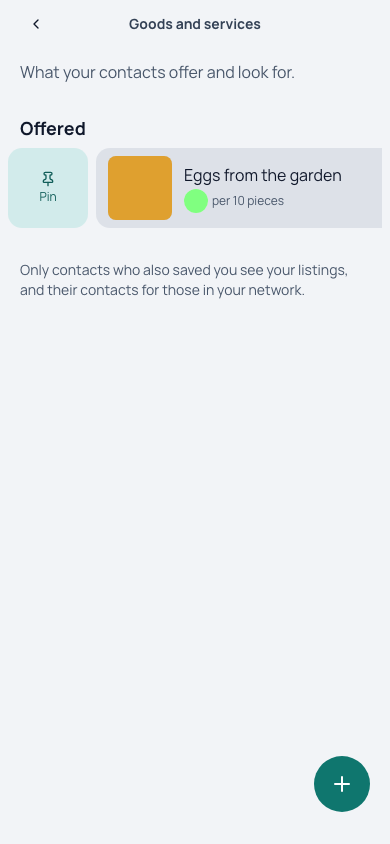 Goods and services
What your contacts offer and look for.
Offered
Pin
Eggs from the garden
per 10 pieces
Only contacts who also saved you see your listings,
and their contacts for those in your network.